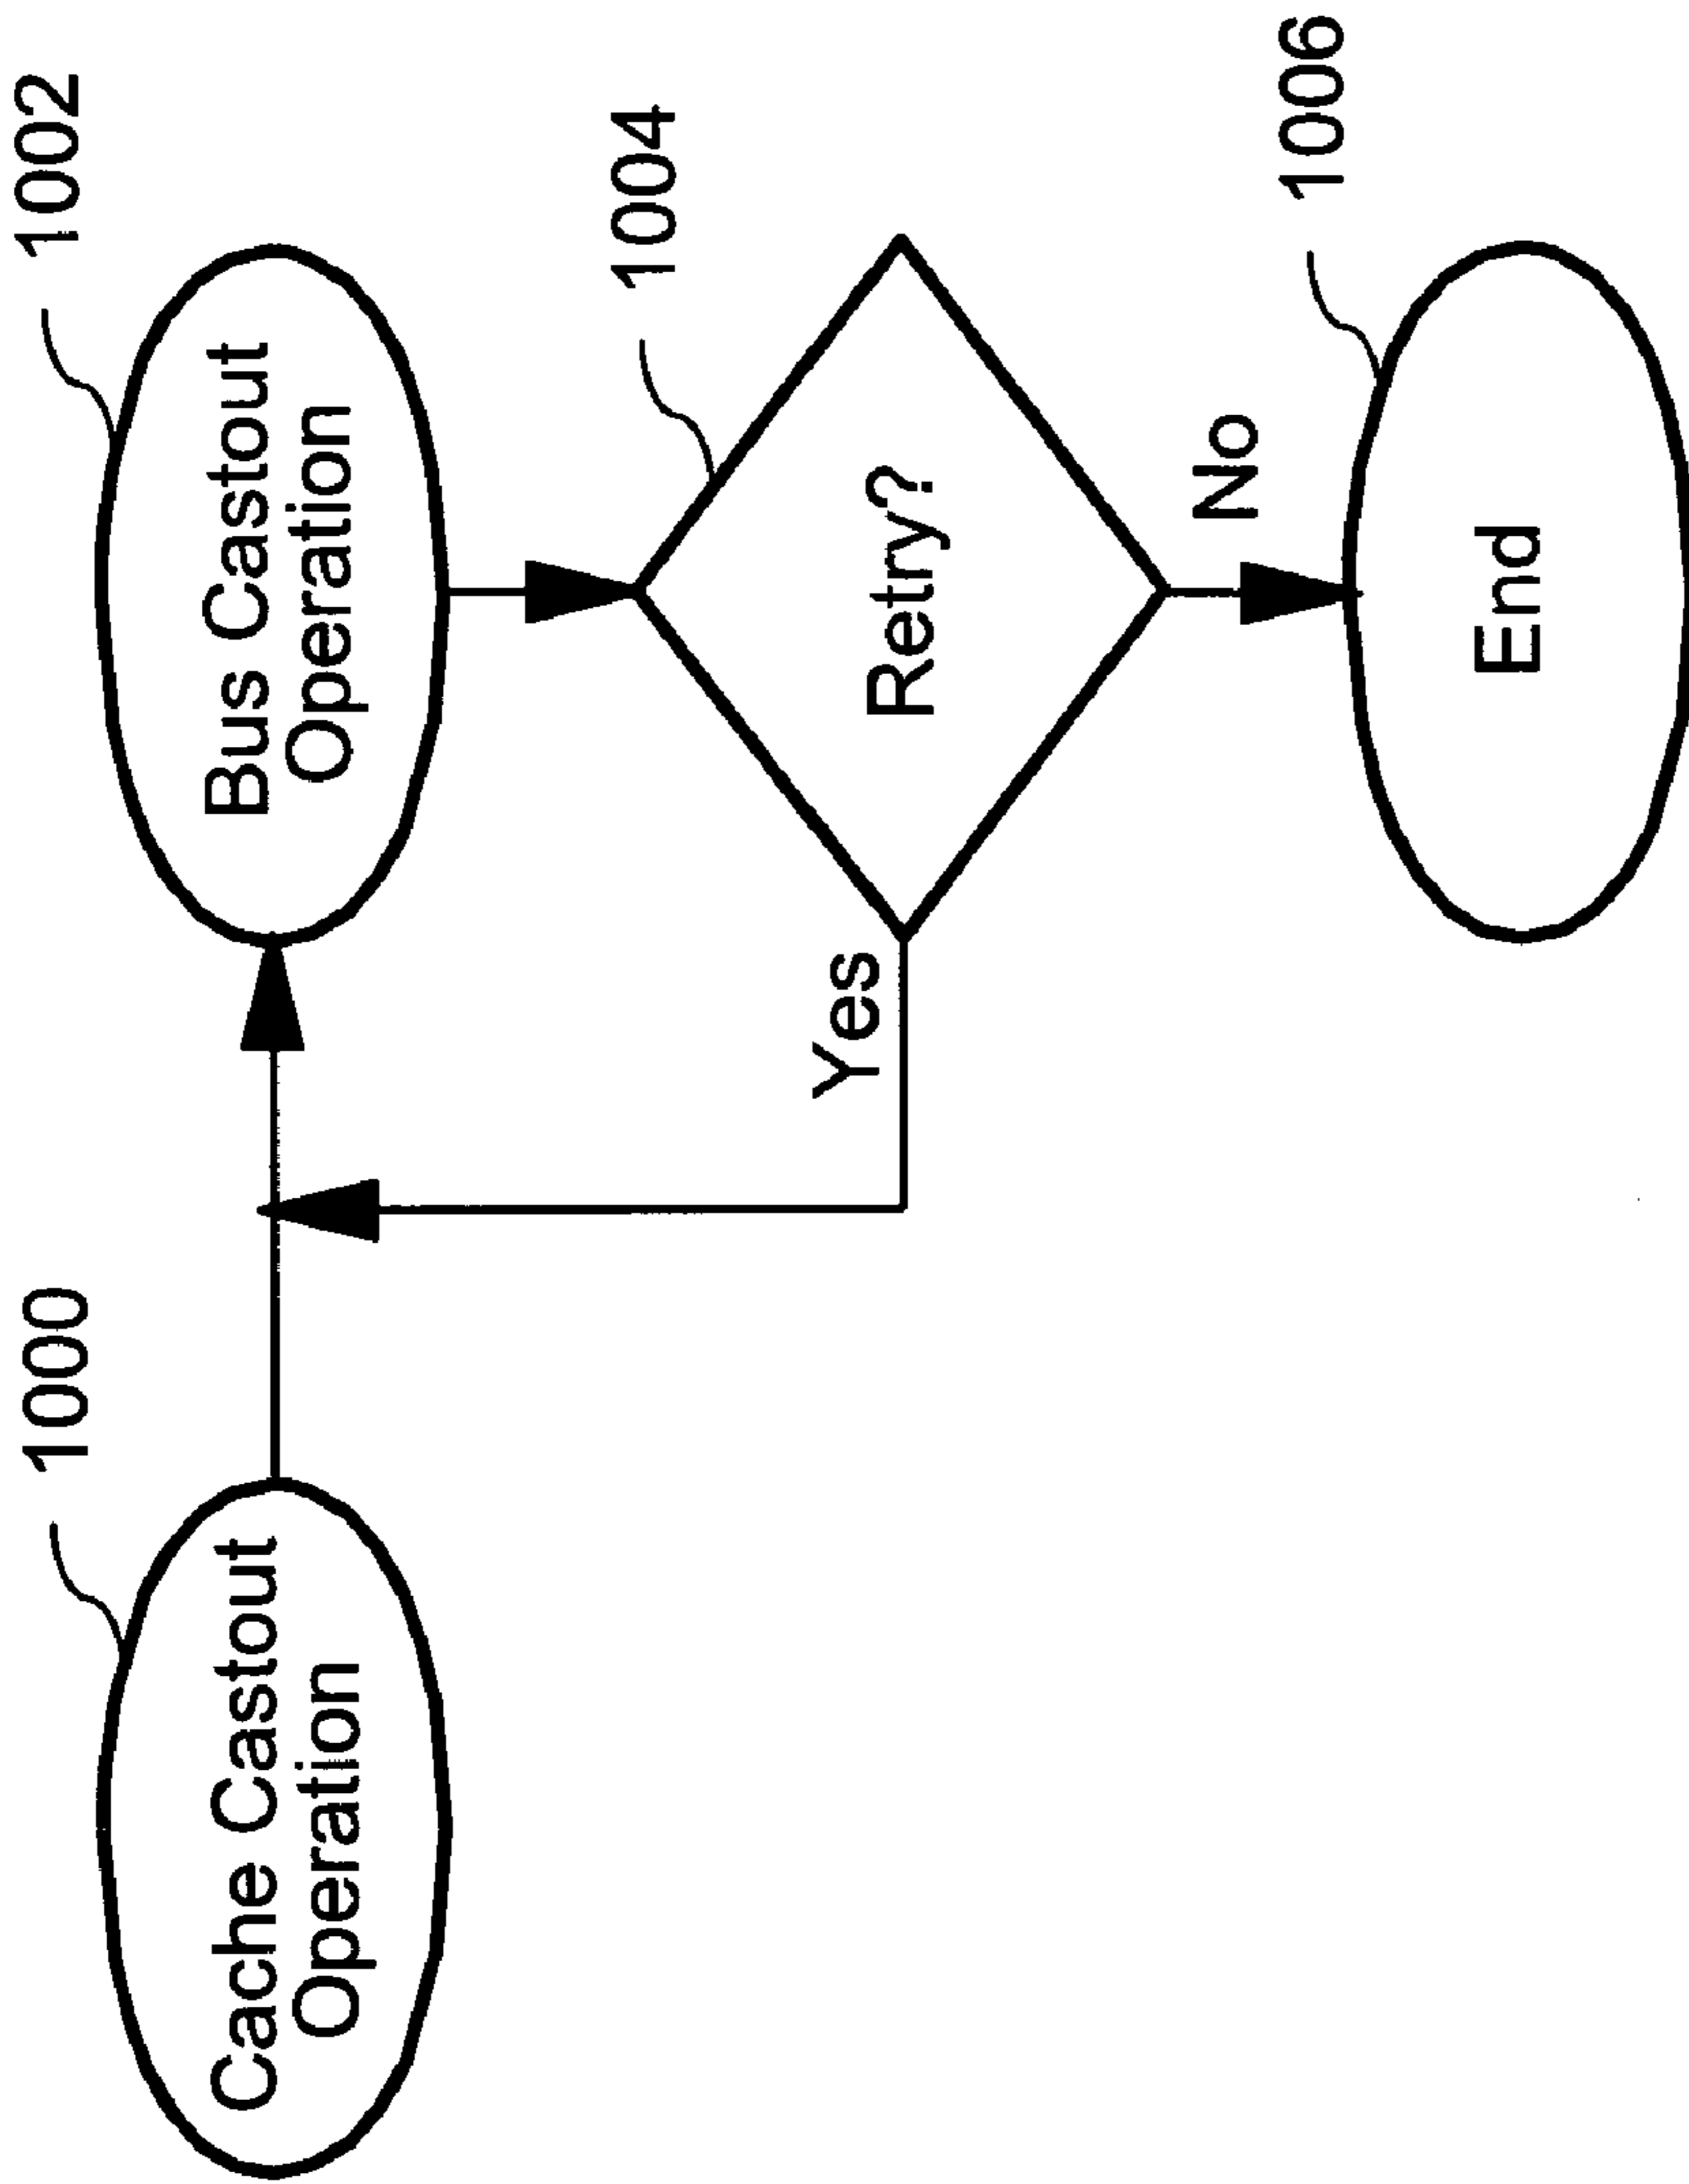 1000
Cache Castout
Operation
1002
Bus Castout
Operation
1004
Retry?
Yes
No
1006
End